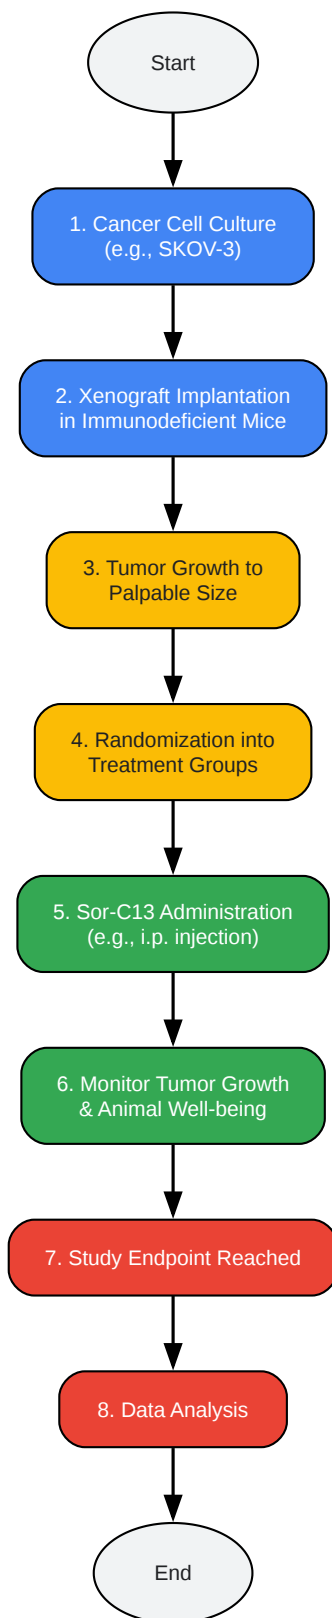 Start
1. Cancer Cell Culture
(e.g., SKOV-3)
2. Xenograft Implantation
in Immunodeficient Mice
3. Tumor Growth to
Palpable Size
4. Randomization into
Treatment Groups
5. Sor-C13 Administration
(e.g., i.p. injection)
6. Monitor Tumor Growth
& Animal Well-being
7. Study Endpoint Reached
8. Data Analysis
End